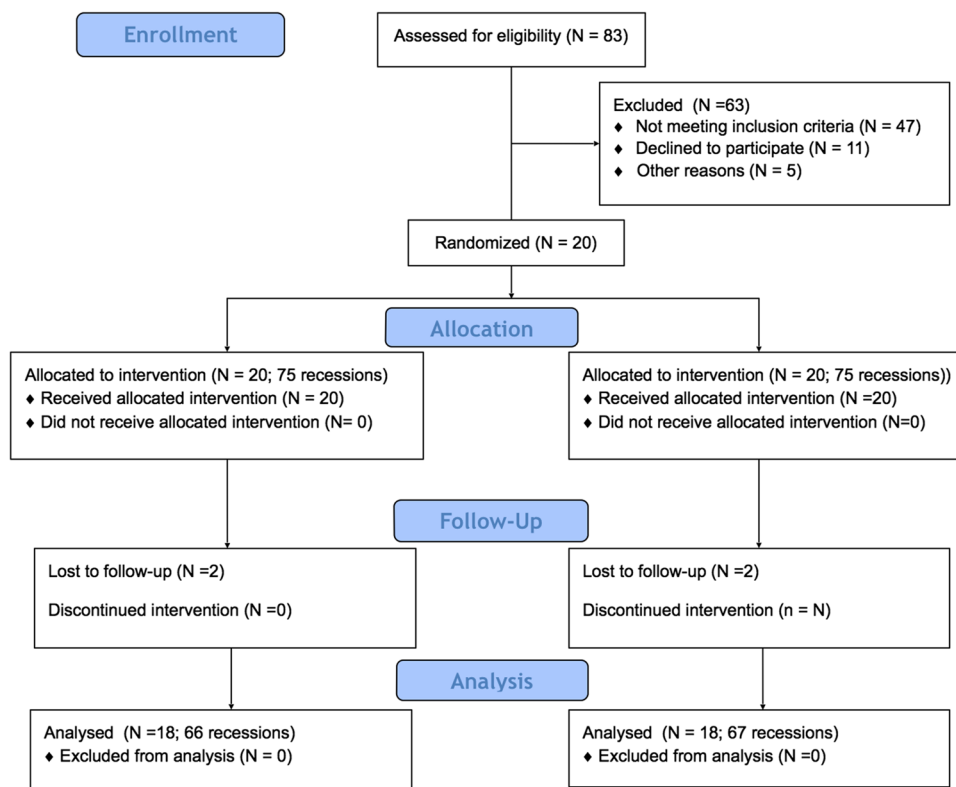 Enrollment
Assessed for eligibility (N = 83)
Excluded (N =63)
♦ Not meeting inclusion criteria (N = 47)
♦ Declined to participate (N = 11)
♦ Other reasons (N = 5)
Randomized (N = 20)
Allocation
Allocated to intervention (N = 20; 75 recessions)
♦ Received allocated intervention (N = 20)
♦ Did not receive allocated intervention (N= 0)
Allocated to intervention (N = 20; 75 recessions))
♦ Received allocated intervention (N =20)
♦ Did not receive allocated intervention (N=0)
Follow-Up
Lost to follow-up (N =2)
Discontinued intervention (N =0)
Lost to follow-up (N =2)
Discontinued intervention (n = N)
Analysis
Analysed (N =18; 66 recessions)
♦ Excluded from analysis (N = 0)
Analysed (N = 18; 67 recessions)
♦ Excluded from analysis (N =0)